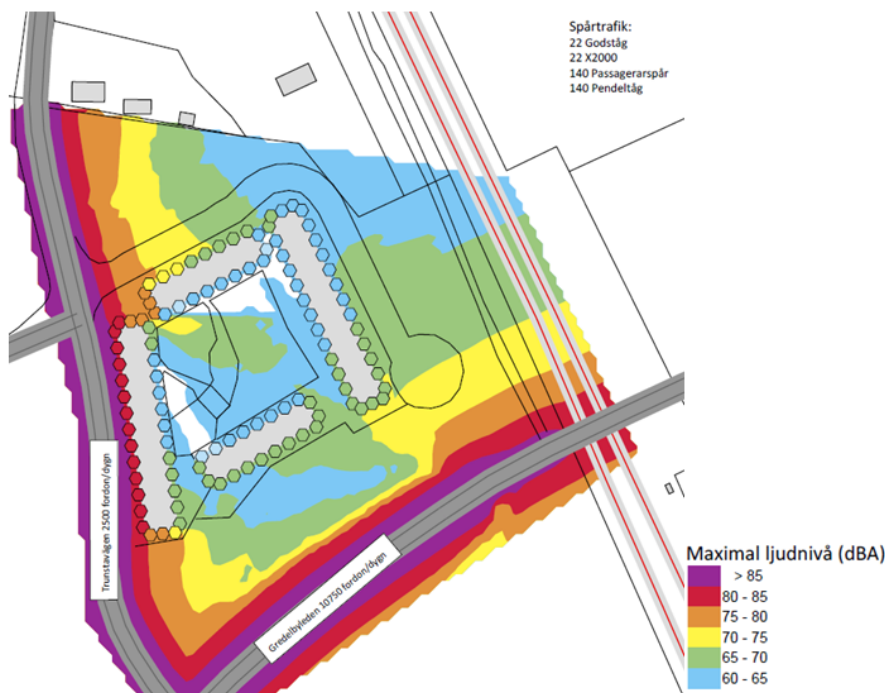 Spårtrafik:
22 Godståg
22 X2000
140 Passagerarspår
140 Pendeltåg
Trunstavägen 2500 fordon/dygn
Gredelbyleden 10750 fordon/dygn
Maximal ljudnivå (dBA)
> 85
80 - 85
75 - 80
70 - 75
65 - 70
60 - 65